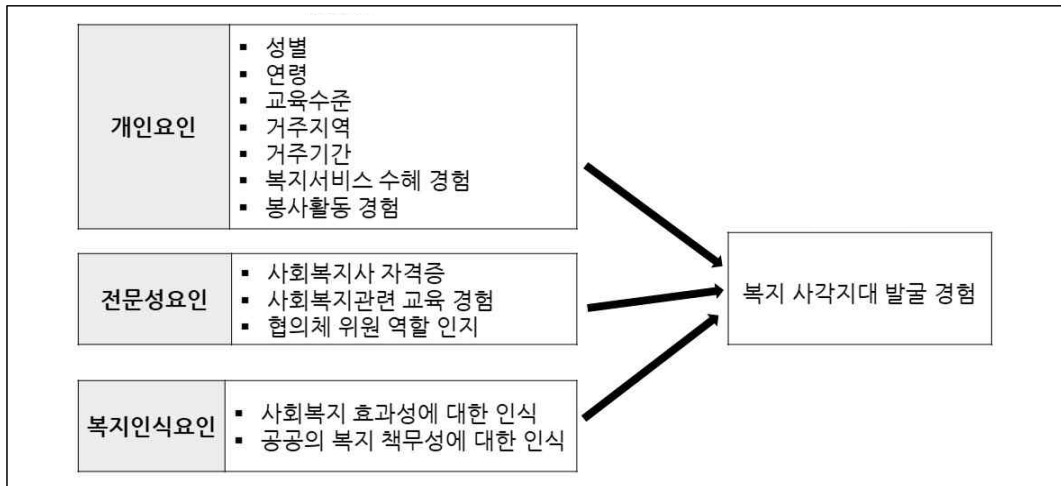 개인요인
▪ 성별
▪ 연령
▪ 교육수준
▪ 거주지역
▪ 거주기간
▪ 복지서비스 수혜 경험
▪ 봉사활동 경험
전문성요인
▪ 사회복지사 자격증
▪ 사회복지관련 교육 경험
▪ 협의체 위원 역할 인지
복지인식요인
▪ 사회복지 효과성에 대한 인식
▪ 공공의 복지 책무성에 대한 인식
복지 사각지대 발굴 경험